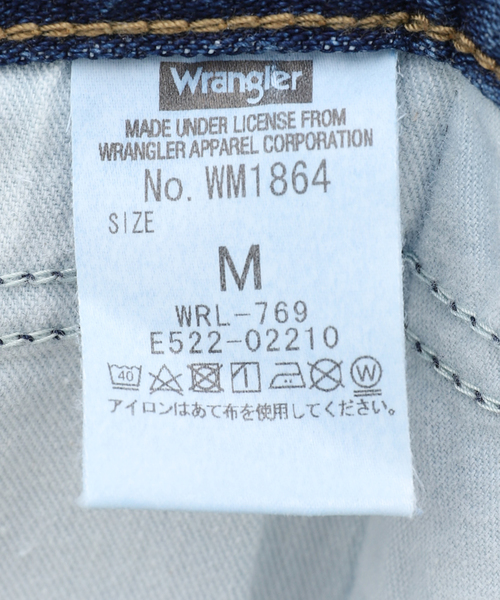 Wrangler
MADE UNDER LICENSE FROM
WRANGLER APPAREL CORPORATION
No. WM1864
SIZE
M
WRL-769
E522-02210
40 W
アイロンはあて布を使用してください。